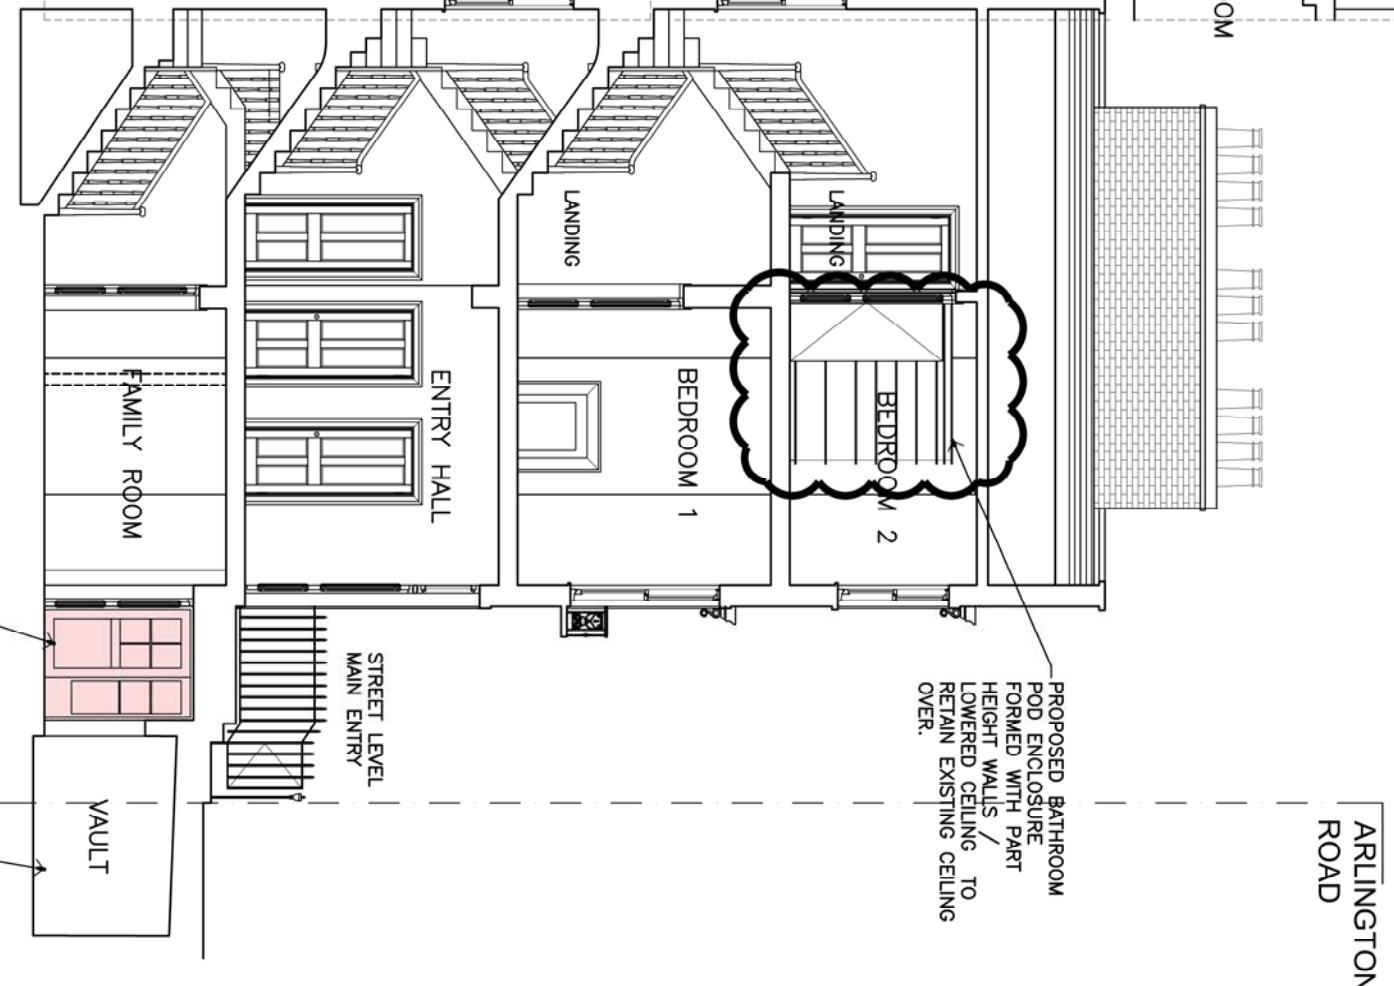 OM
ARLINGTON
ROAD
LANDING
LANDING
BEDROOM 2
BEDROOM 1
ENTRY HALL
FAMILY ROOM
PROPOSED BATHROOM
POD ENCLOSURE
FORMED WITH PART
HEIGHT WALLS /
LOWERED CEILING TO
RETAIN EXISTING CEILING
OVER.
STREET LEVEL
MAIN ENTRY
VAULT